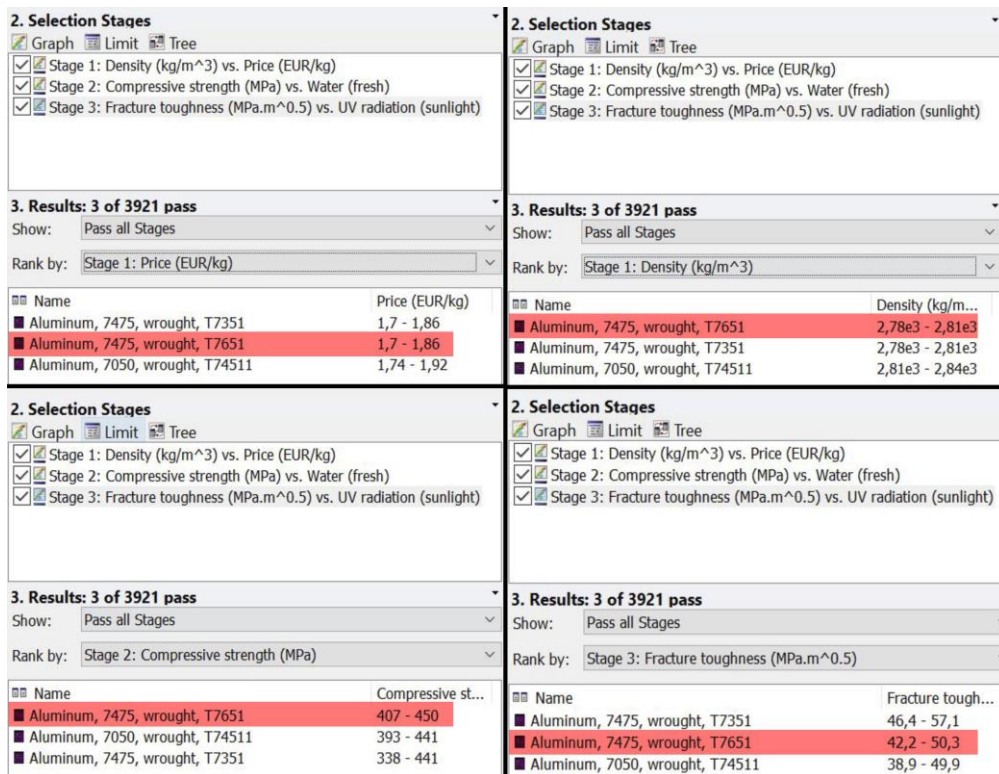 2. Selection Stages
Graph Limit Tree
Stage 1: Density (kg/m^3) vs. Price (EUR/kg)
Stage 2: Compressive strength (MPa) vs. Water (fresh)
Stage 3: Fracture toughness (MPa.m^0.5) vs. UV radiation (sunlight)
3. Results: 3 of 3921 pass
Show: Pass all Stages
Rank by: Stage 1: Price (EUR/kg)
Name Price (EUR/kg)
Aluminum, 7475, wrought, T7351 1,7 - 1,86
Aluminum, 7475, wrought, T7651 1,7 - 1,86
Aluminum, 7050, wrought, T74511 1,74 - 1,92
2. Selection Stages
Graph Limit Tree
Stage 1: Density (kg/m^3) vs. Price (EUR/kg)
Stage 2: Compressive strength (MPa) vs. Water (fresh)
Stage 3: Fracture toughness (MPa.m^0.5) vs. UV radiation (sunlight)
3. Results: 3 of 3921 pass
Show: Pass all Stages
Rank by: Stage 1: Density (kg/m^3)
Name Density (kg/m...
Aluminum, 7475, wrought, T7651 2,78e3 - 2,81e3
Aluminum, 7475, wrought, T7351 2,78e3 - 2,81e3
Aluminum, 7050, wrought, T74511 2,81e3 - 2,84e3
2. Selection Stages
Graph Limit Tree
Stage 1: Density (kg/m^3) vs. Price (EUR/kg)
Stage 2: Compressive strength (MPa) vs. Water (fresh)
Stage 3: Fracture toughness (MPa.m^0.5) vs. UV radiation (sunlight)
3. Results: 3 of 3921 pass
Show: Pass all Stages
Rank by: Stage 2: Compressive strength (MPa)
Name Compressive st...
Aluminum, 7475, wrought, T7651 407 - 450
Aluminum, 7050, wrought, T74511 393 - 441
Aluminum, 7475, wrought, T7351 338 - 441
2. Selection Stages
Graph Limit Tree
Stage 1: Density (kg/m^3) vs. Price (EUR/kg)
Stage 2: Compressive strength (MPa) vs. Water (fresh)
Stage 3: Fracture toughness (MPa.m^0.5) vs. UV radiation (sunlight)
3. Results: 3 of 3921 pass
Show: Pass all Stages
Rank by: Stage 3: Fracture toughness (MPa.m^0.5)
Name Fracture tough...
Aluminum, 7475, wrought, T7351 46,4 - 57,1
Aluminum, 7475, wrought, T7651 42,2 - 50,3
Aluminum, 7050, wrought, T74511 38,9 - 49,9